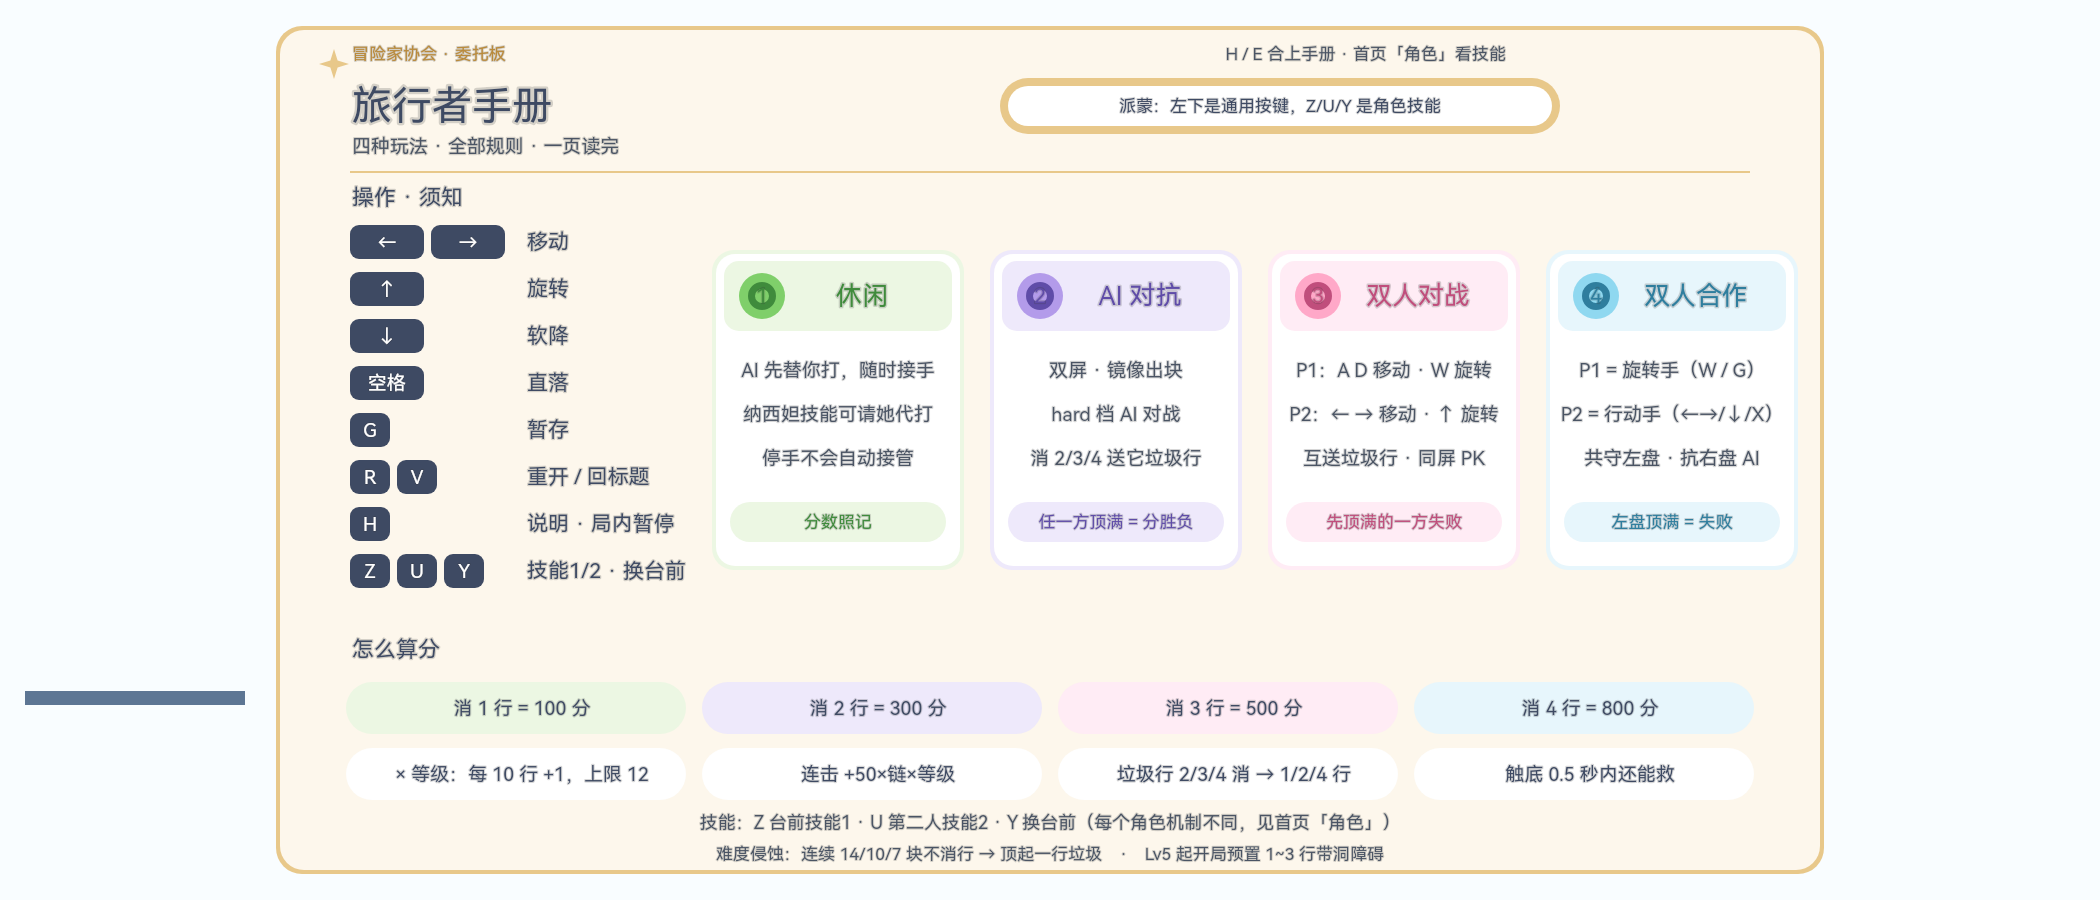 冒险家协会 · 委托板
H / E 合上手册 · 首页「角色」看技能
旅行者手册
派蒙：左下是通用按键，Z/U/Y 是角色技能
四种玩法 · 全部规则 · 一页读完
操作 · 须知
← → 移动
↑ 旋转
↓ 软降
空格 直落
G 暂存
R V 重开 / 回标题
H 说明 · 局内暂停
Z U Y 技能1/2 · 换台前
1 休闲
AI 先替你打，随时接手
纳西妲技能可请她代打
停手不会自动接管
分数照记
2 AI 对抗
双屏 · 镜像出块
hard 档 AI 对战
消 2/3/4 送它垃圾行
任一方顶满 = 分胜负
3 双人对战
P1：A D 移动 · W 旋转
P2：← → 移动 · ↑ 旋转
互送垃圾行 · 同屏 PK
先顶满的一方失败
4 双人合作
P1 = 旋转手（W / G）
P2 = 行动手（←→/↓/X）
共守左盘 · 抗右盘 AI
左盘顶满 = 失败
怎么算分
消 1 行 = 100 分
消 2 行 = 300 分
消 3 行 = 500 分
消 4 行 = 800 分
× 等级：每 10 行 +1，上限 12
连击 +50×链×等级
垃圾行 2/3/4 消 → 1/2/4 行
触底 0.5 秒内还能救
技能：Z 台前技能1 · U 第二人技能2 · Y 换台前（每个角色机制不同，见首页「角色」）
难度侵蚀：连续 14/10/7 块不消行 → 顶起一行垃圾 · Lv5 起开局预置 1~3 行带洞障碍